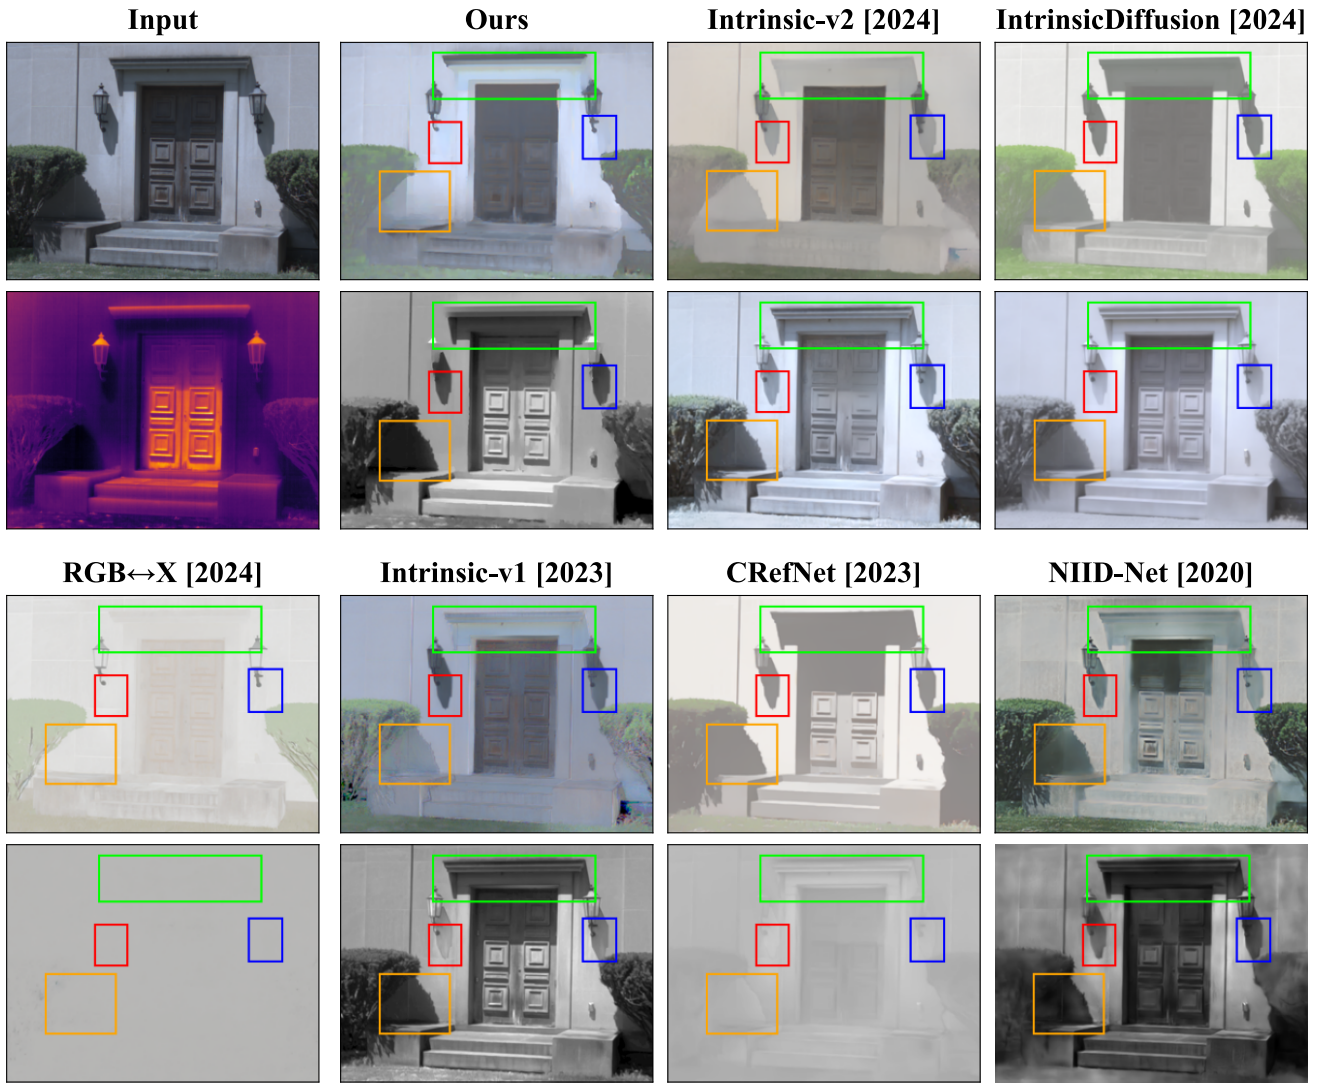 Input
Ours
Intrinsic-v2 [2024]
IntrinsicDiffusion [2024]
RGB↔X [2024]
Intrinsic-v1 [2023]
CRefNet [2023]
NIID-Net [2020]